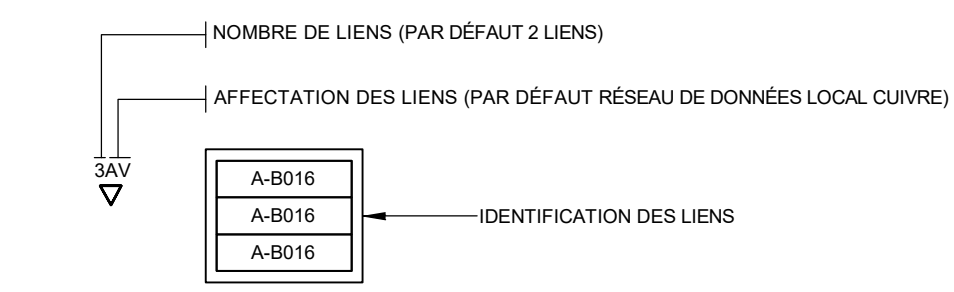 NOMBRE DE LIENS (PAR DÉFAUT 2 LIENS)
AFFECTATION DES LIENS (PAR DÉFAUT RÉSEAU DE DONNÉES LOCAL CUIVRE)
3AV
A-B016
A-B016
IDENTIFICATION DES LIENS
A-B016